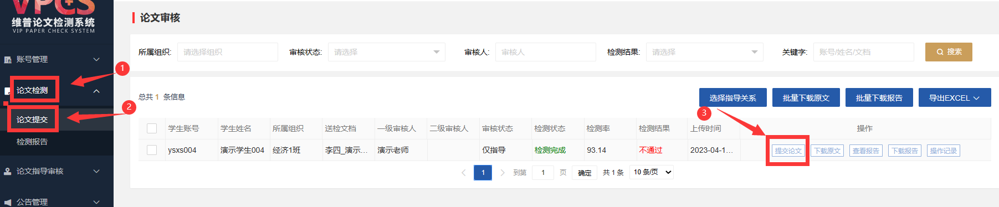 VPCS
维普论文检测系统
VIP PAPER CHECK SYSTEM
账号管理
论文检测
论文提交
检测报告
论文指导审核
公告管理
1
2
论文审核
所属组织: 请选择组织 审核状态: 请选择 审核人: 审核人 检测结果: 请选择 关键字: 账号/姓名/文档 搜索
总共 1 条信息
选择指导关系 批量下载原文 批量下载报告 导出EXCEL
3
学生账号 学生姓名 所属组织 送检文档 一级审核人 二级审核人 审核状态 检测状态 检测率 检测结果 上传时间 操作
ysxs004 演示学生004 经济1班 李四_演示... 演示老师 仅指导 检测完成 93.14 不通过 2023-04-1... 提交论文 下载原文 查看报告 下载报告 操作记录
1 到第 1 页 确定 共 1 条 10 条/页